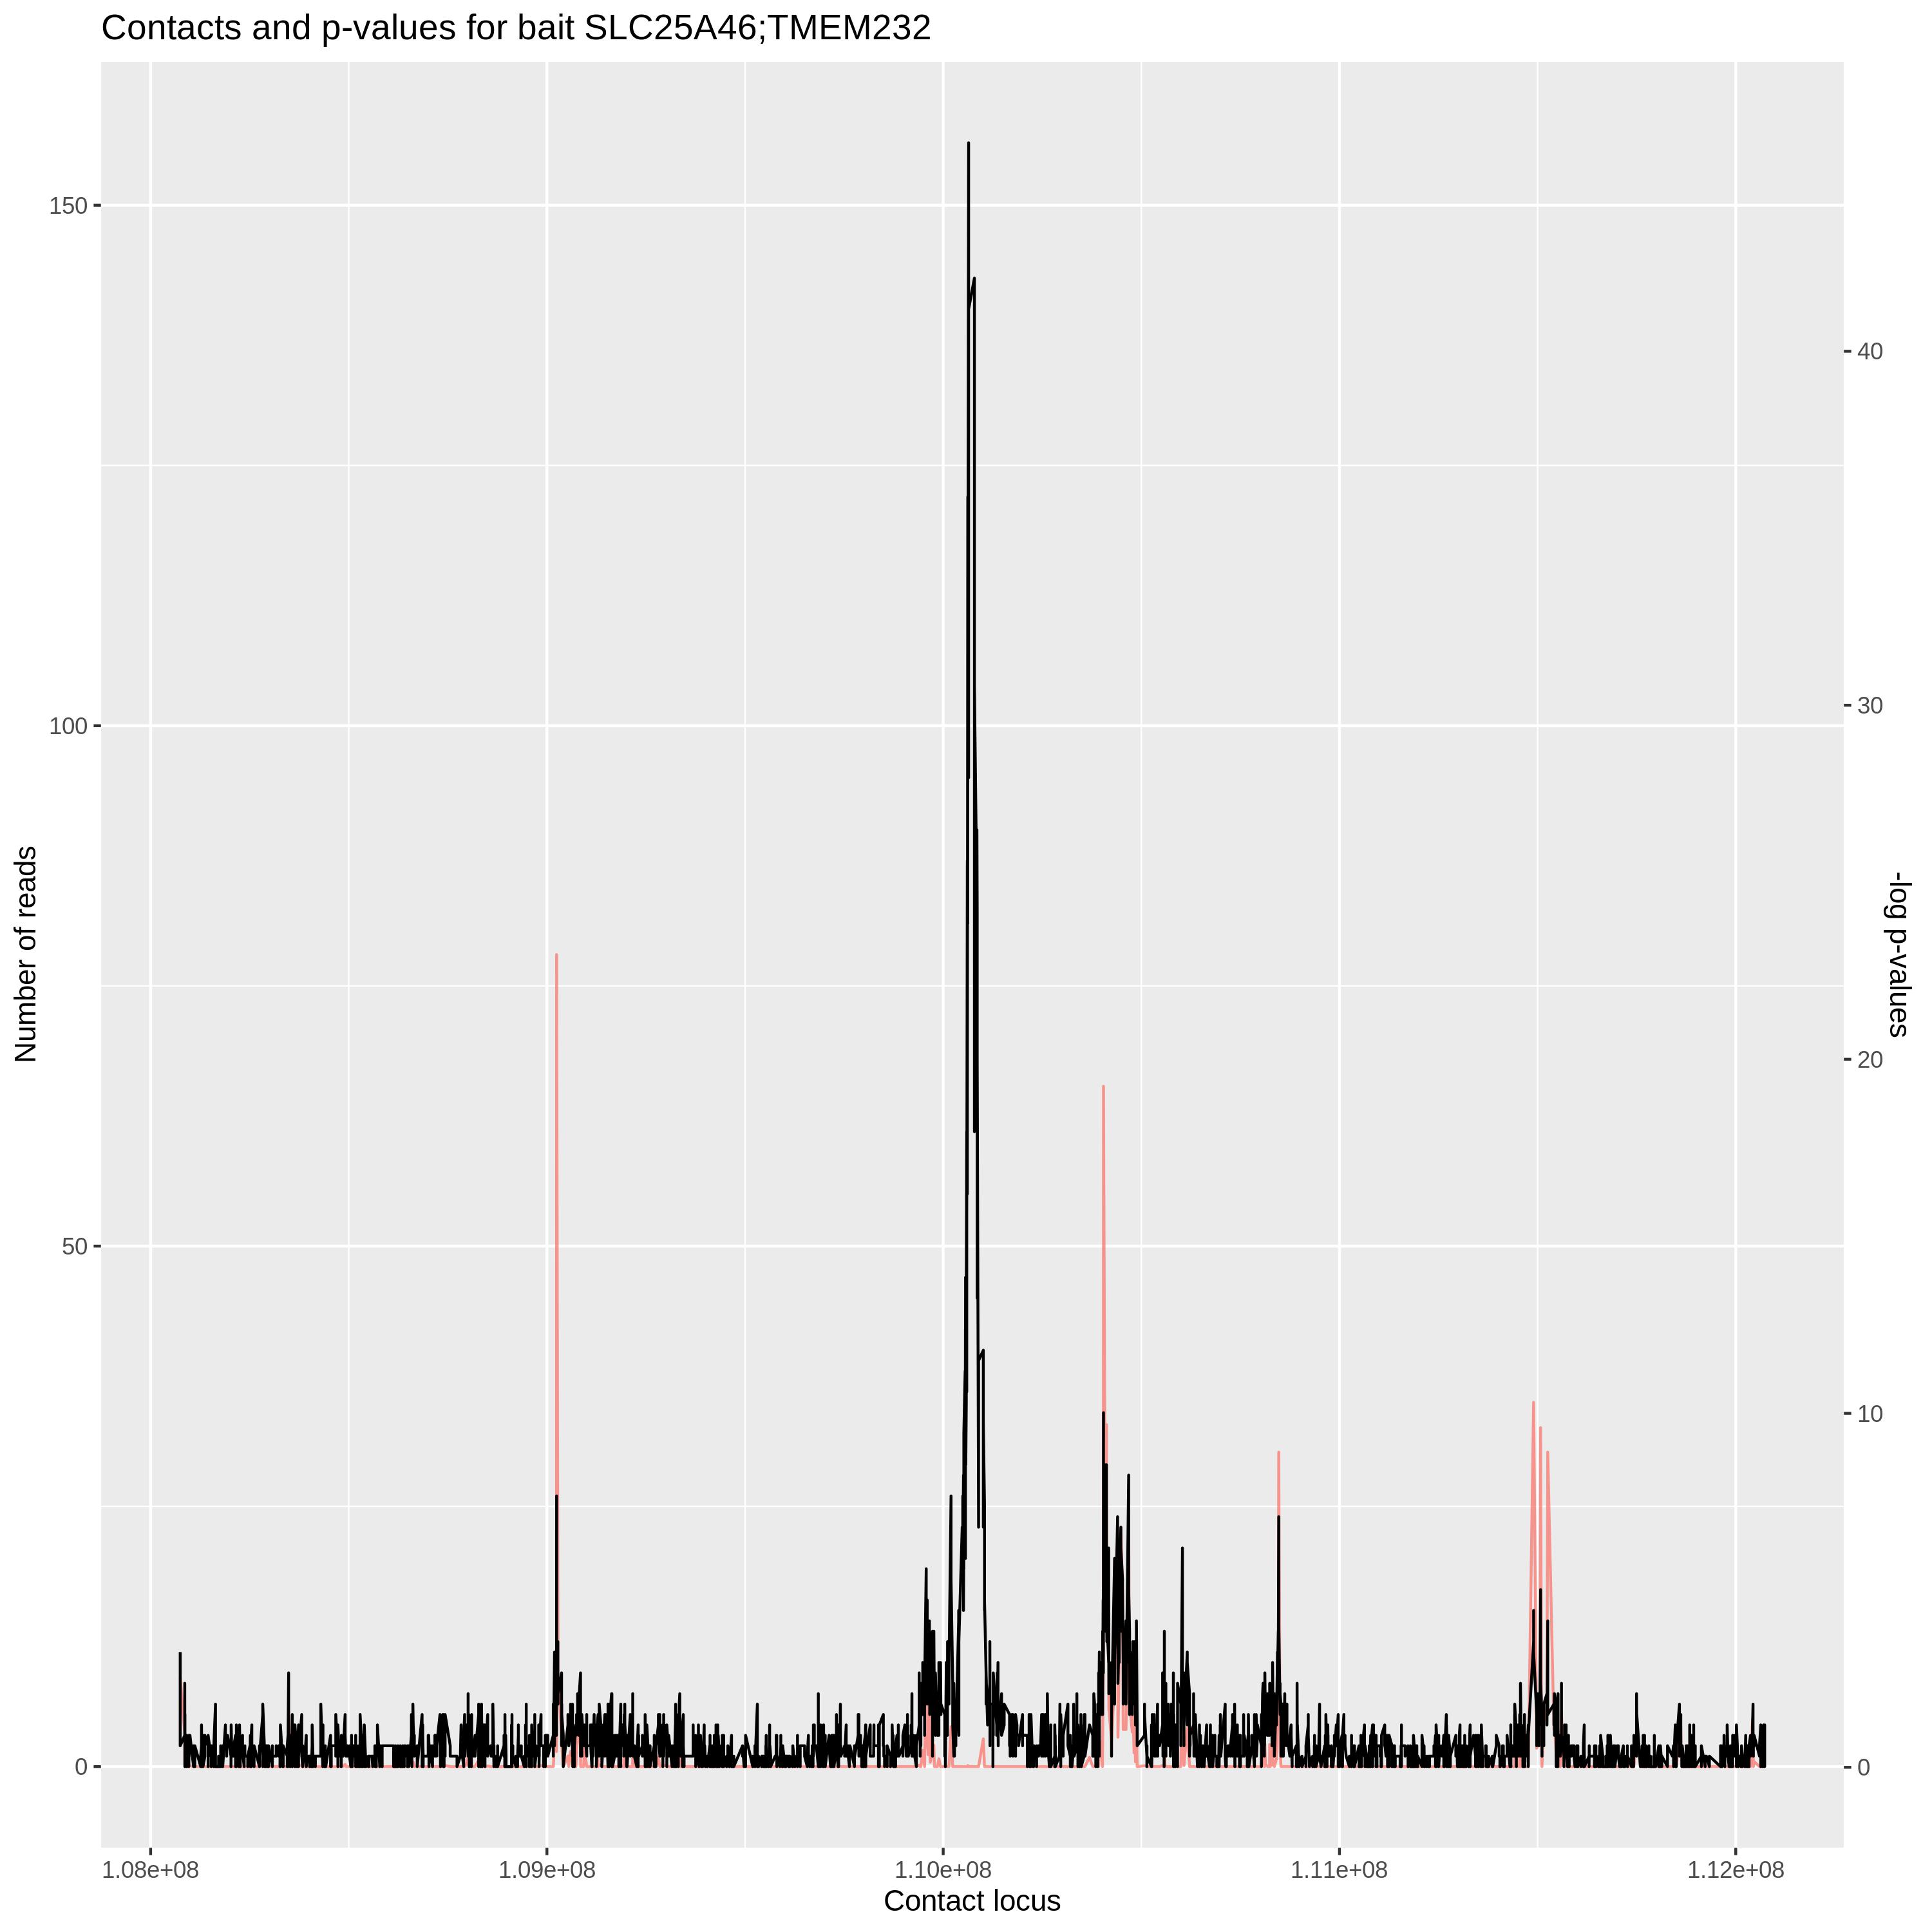 Contacts and p-values for bait SLC25A46;TMEM232
150
100
50
0
Number of reads
40
30
20
10
0
-log p-values
1.08e+08 1.09e+08 1.10e+08 1.11e+08 1.12e+08
Contact locus